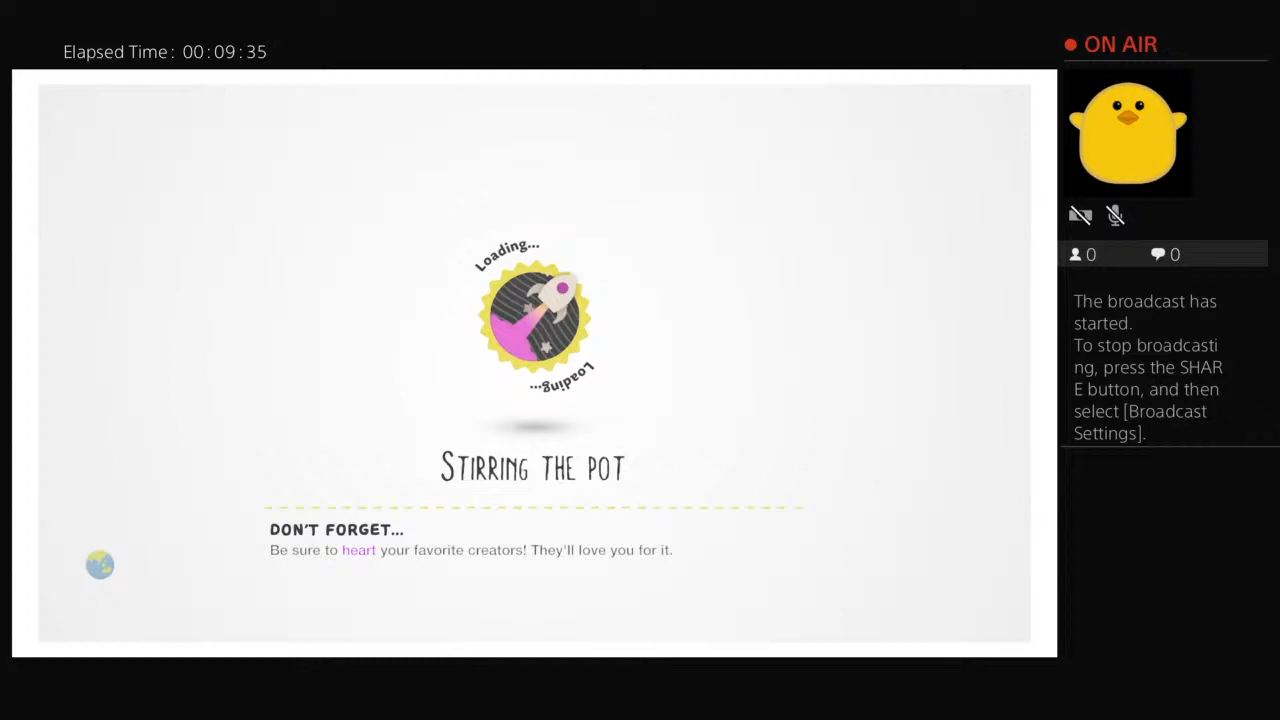 Elapsed Time: 00:09:35
ON AIR
0 0
The broadcast has
started.
To stop broadcasti
ng, press the SHAR
E button, and then
select [Broadcast
Settings].
Loading...
Loading...
STIRRING THE POT
DON'T FORGET...
Be sure to heart your favorite creators! They'll love you for it.